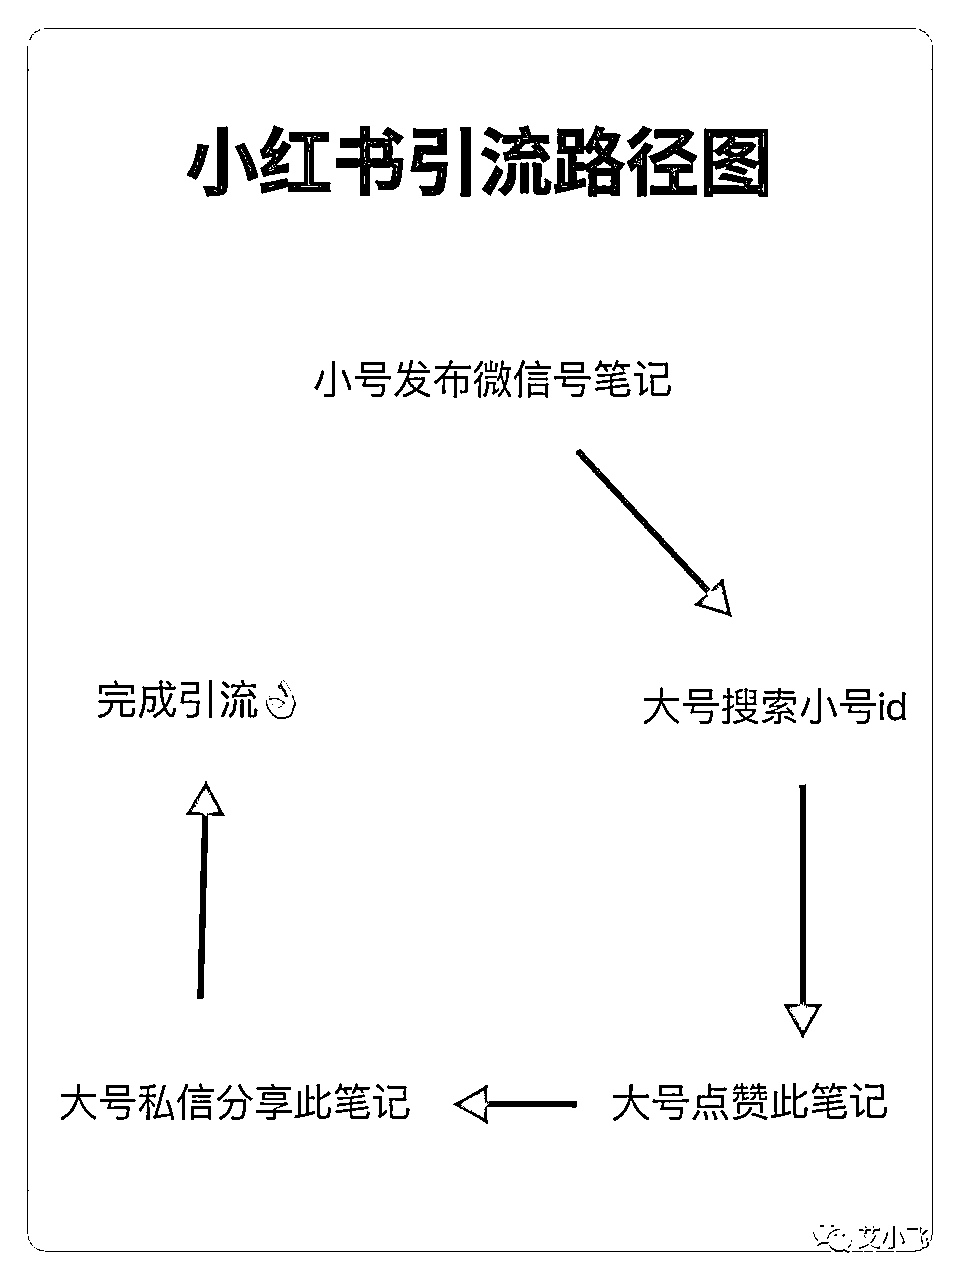 小红书引流路径图
小号发布微信号笔记
大号搜索小号id
大号点赞此笔记
大号私信分享此笔记
完成引流👌
艾小飞